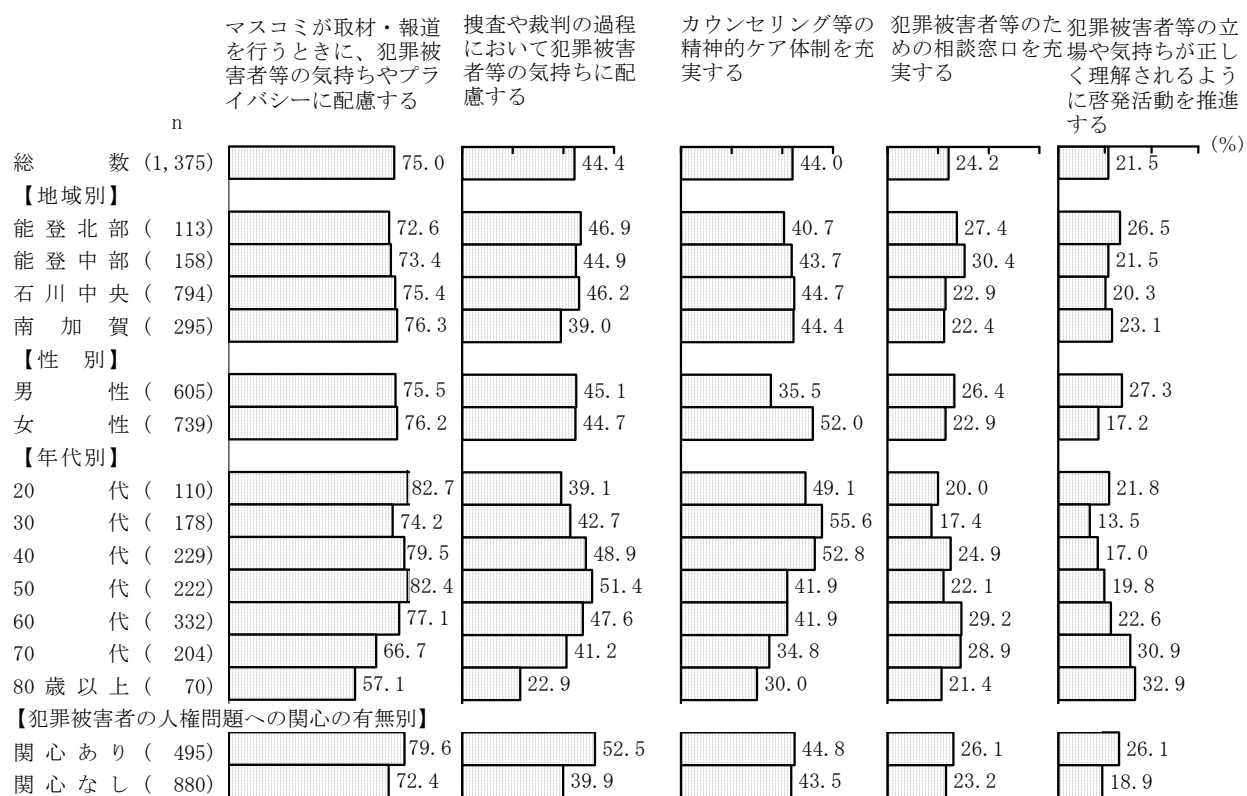 マスコミが取材・報道
を行うときに、犯罪被
害者等の気持ちやプラ
イバシーに配慮する
捜査や裁判の過程
において犯罪被害
者等の気持ちに配
慮する
カウンセリング等の
精神的ケア体制を充
実する
犯罪被害者等のた
めの相談窓口を充
実する
犯罪被害者等の立
場や気持ちが正し
く理解されるよう
に啓発活動を推進
する
n
(%)
総数(1,375) 75.0 44.4 44.0 24.2 21.5
【地域別】
能登北部( 113) 72.6 46.9 40.7 27.4 26.5
能登中部( 158) 73.4 44.9 43.7 30.4 21.5
石川中央( 794) 75.4 46.2 44.7 22.9 20.3
南加賀( 295) 76.3 39.0 44.4 22.4 23.1
【性 別】
男性( 605) 75.5 45.1 35.5 26.4 27.3
女性( 739) 76.2 44.7 52.0 22.9 17.2
【年代別】
20代( 110) 82.7 39.1 49.1 20.0 21.8
30代( 178) 74.2 42.7 55.6 17.4 13.5
40代( 229) 79.5 48.9 52.8 24.9 17.0
50代( 222) 82.4 51.4 41.9 22.1 19.8
60代( 332) 77.1 47.6 41.9 29.2 22.6
70代( 204) 66.7 41.2 34.8 28.9 30.9
80歳以上( 70) 57.1 22.9 30.0 21.4 32.9
【犯罪被害者の人権問題への関心の有無別】
関心あり( 495) 79.6 52.5 44.8 26.1 26.1
関心なし( 880) 72.4 39.9 43.5 23.2 18.9